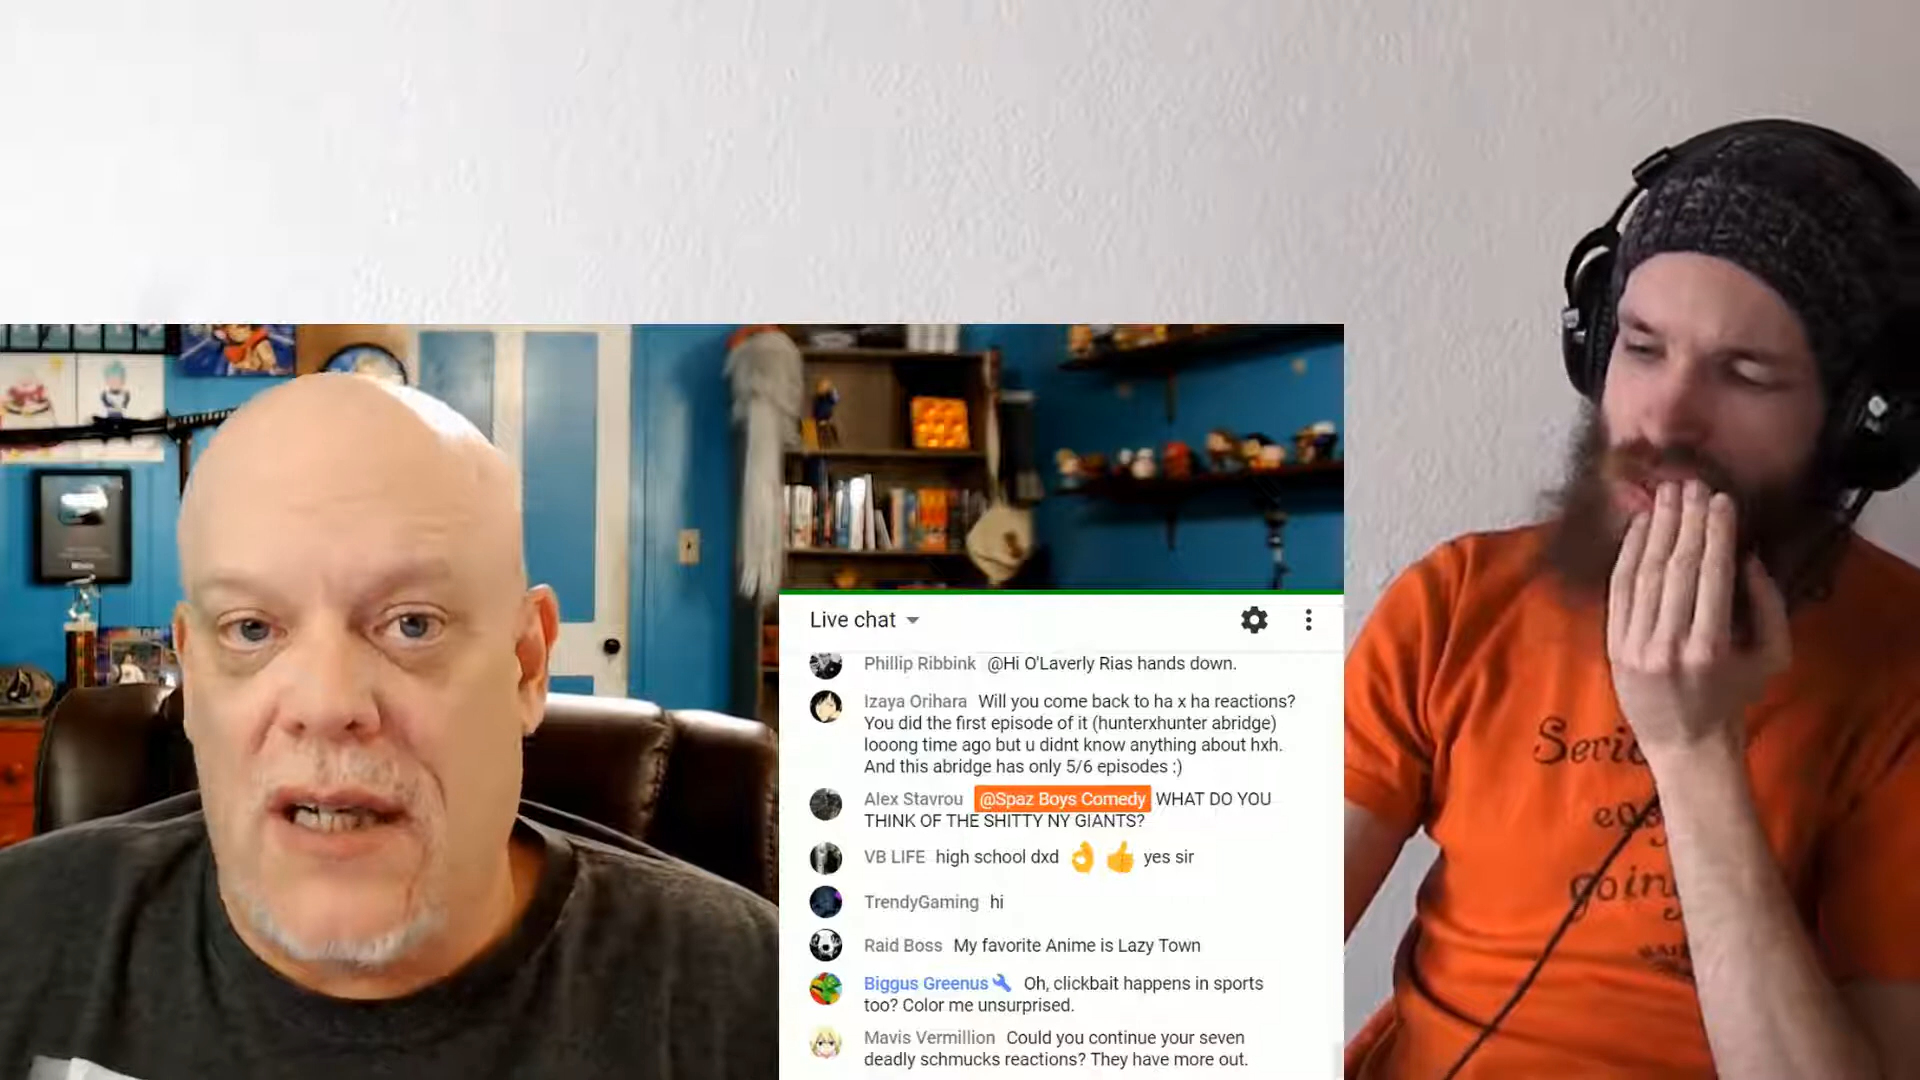 Live chat
Phillip Ribbink @Hi O'Laverly Rias hands down.
Izaya Orihara Will you come back to ha x ha reactions?
You did the first episode of it (hunterxhunter abridge)
looong time ago but u didnt know anything about hxh.
And this abridge has only 5/6 episodes :)
Alex Stavrou @Spaz Boys Comedy WHAT DO YOU
THINK OF THE SHITTY NY GIANTS?
VB LIFE high school dxd 👌 👍 yes sir
TrendyGaming hi
Raid Boss My favorite Anime is Lazy Town
Biggus Greenus Oh, clickbait happens in sports
too? Color me unsurprised.
Mavis Vermillion Could you continue your seven
deadly schmucks reactions? They have more out.
going